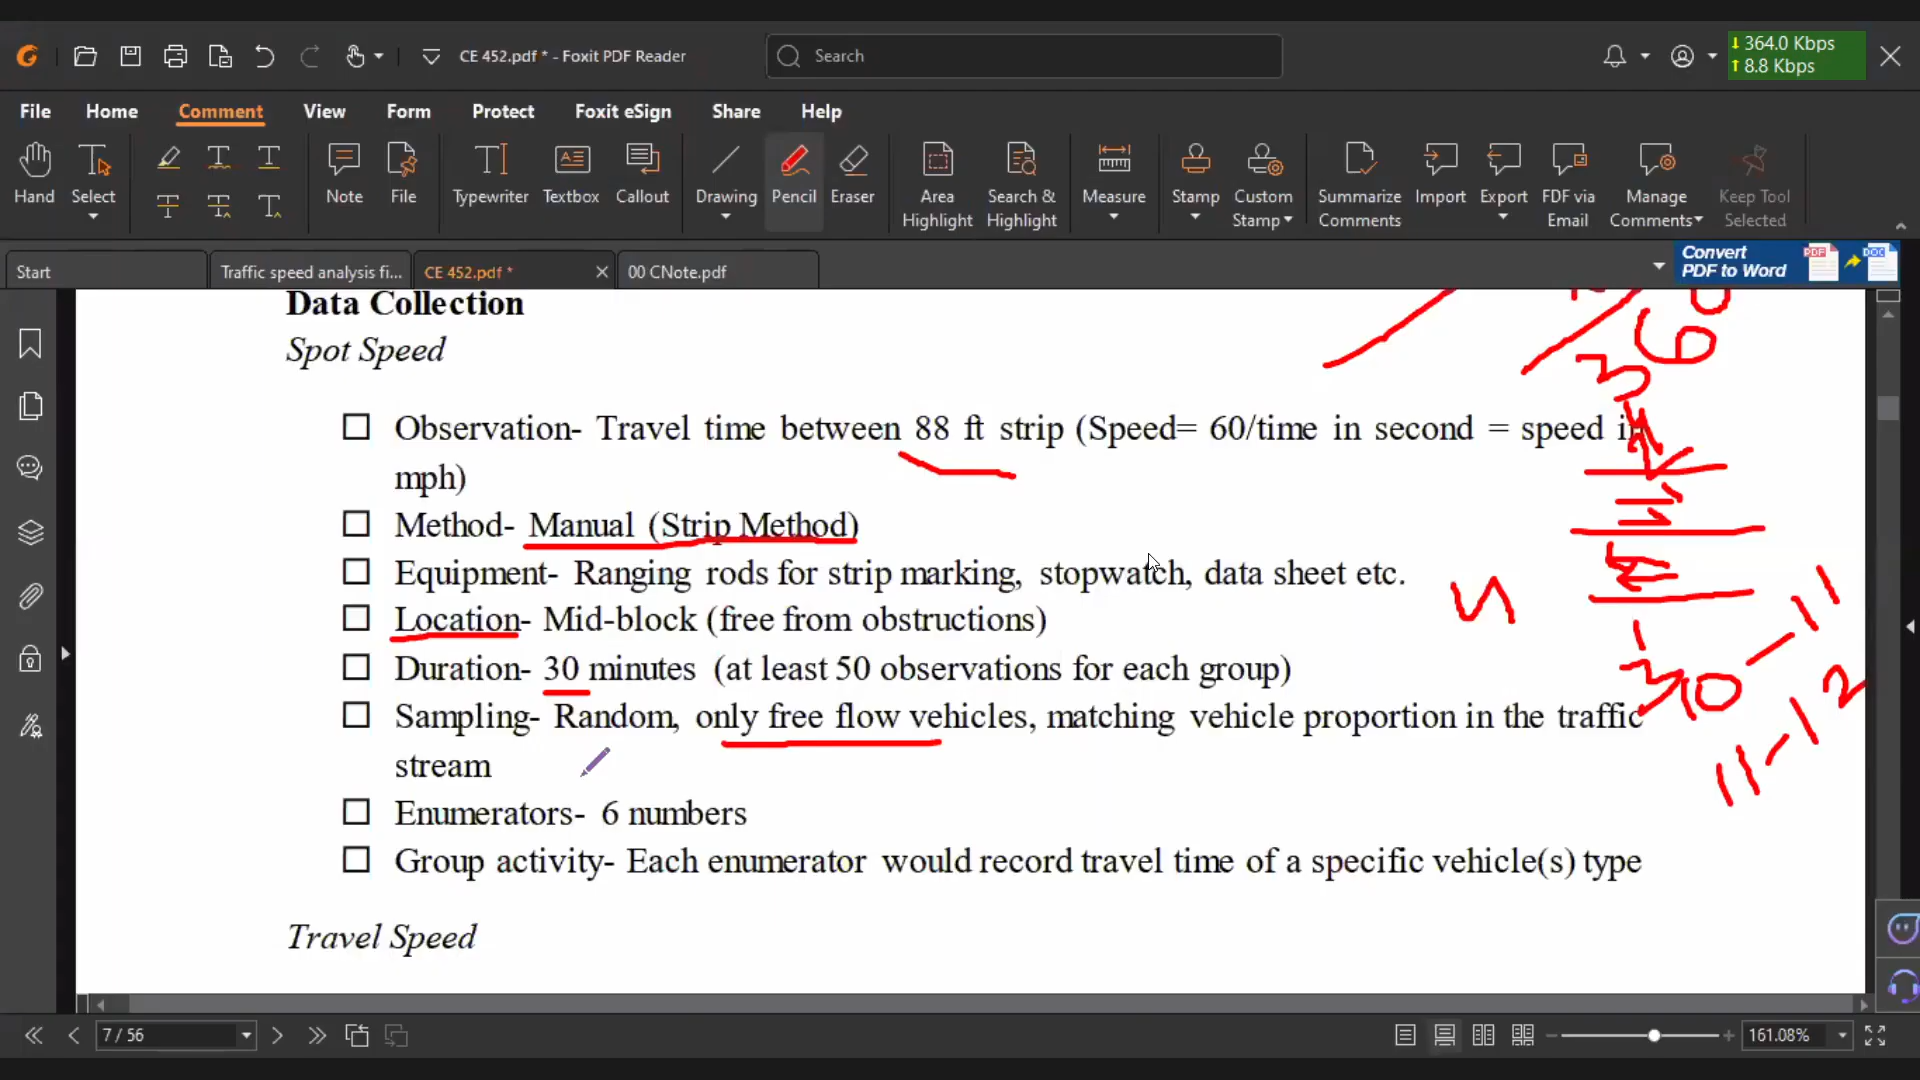 CE 452.pdf * - Foxit PDF Reader
Search
364.0 Kbps
8.8 Kbps
File Home Comment View Form Protect Foxit eSign Share Help
Hand Select Note File Typewriter Textbox Callout Drawing Pencil Eraser Area Highlight Search & Highlight Measure Stamp Custom Stamp Summarize Comments Import Export FDF via Email Manage Comments Keep Tool Selected
Start Traffic speed analysis fi... CE 452.pdf * 00 CNote.pdf
Convert
PDF to Word
PDF DOC
Data Collection
Spot Speed
60
Observation- Travel time between 88 ft strip (Speed= 60/time in second = speed in
mph)
Method- Manual (Strip Method)
Equipment- Ranging rods for strip marking, stopwatch, data sheet etc.
Location- Mid-block (free from obstructions)
Duration- 30 minutes (at least 50 observations for each group)
10 - 11
Sampling- Random, only free flow vehicles, matching vehicle proportion in the traffic
stream
11-12
Enumerators- 6 numbers
Group activity- Each enumerator would record travel time of a specific vehicle(s) type
Travel Speed
7 / 56
161.08%